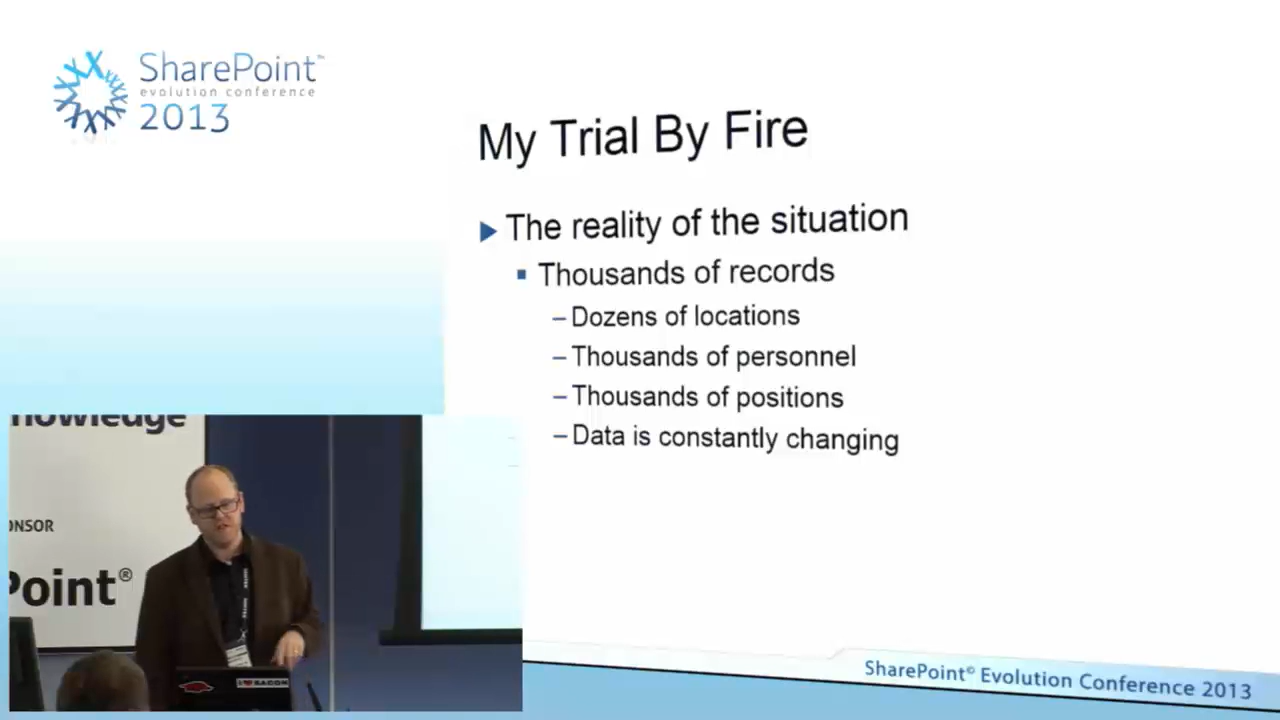 SharePoint™
evolution conference
2013
My Trial By Fire
The reality of the situation
Thousands of records
–Dozens of locations
–Thousands of personnel
–Thousands of positions
–Data is constantly changing
nowledge
ONSOR
Point®
I ♥ BACON
SharePoint© Evolution Conference 2013